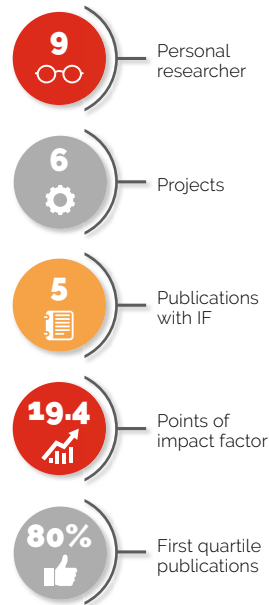 9
Personal
researcher
6
Projects
5
Publications
with IF
19.4
Points of
impact factor
80%
First quartile
publications